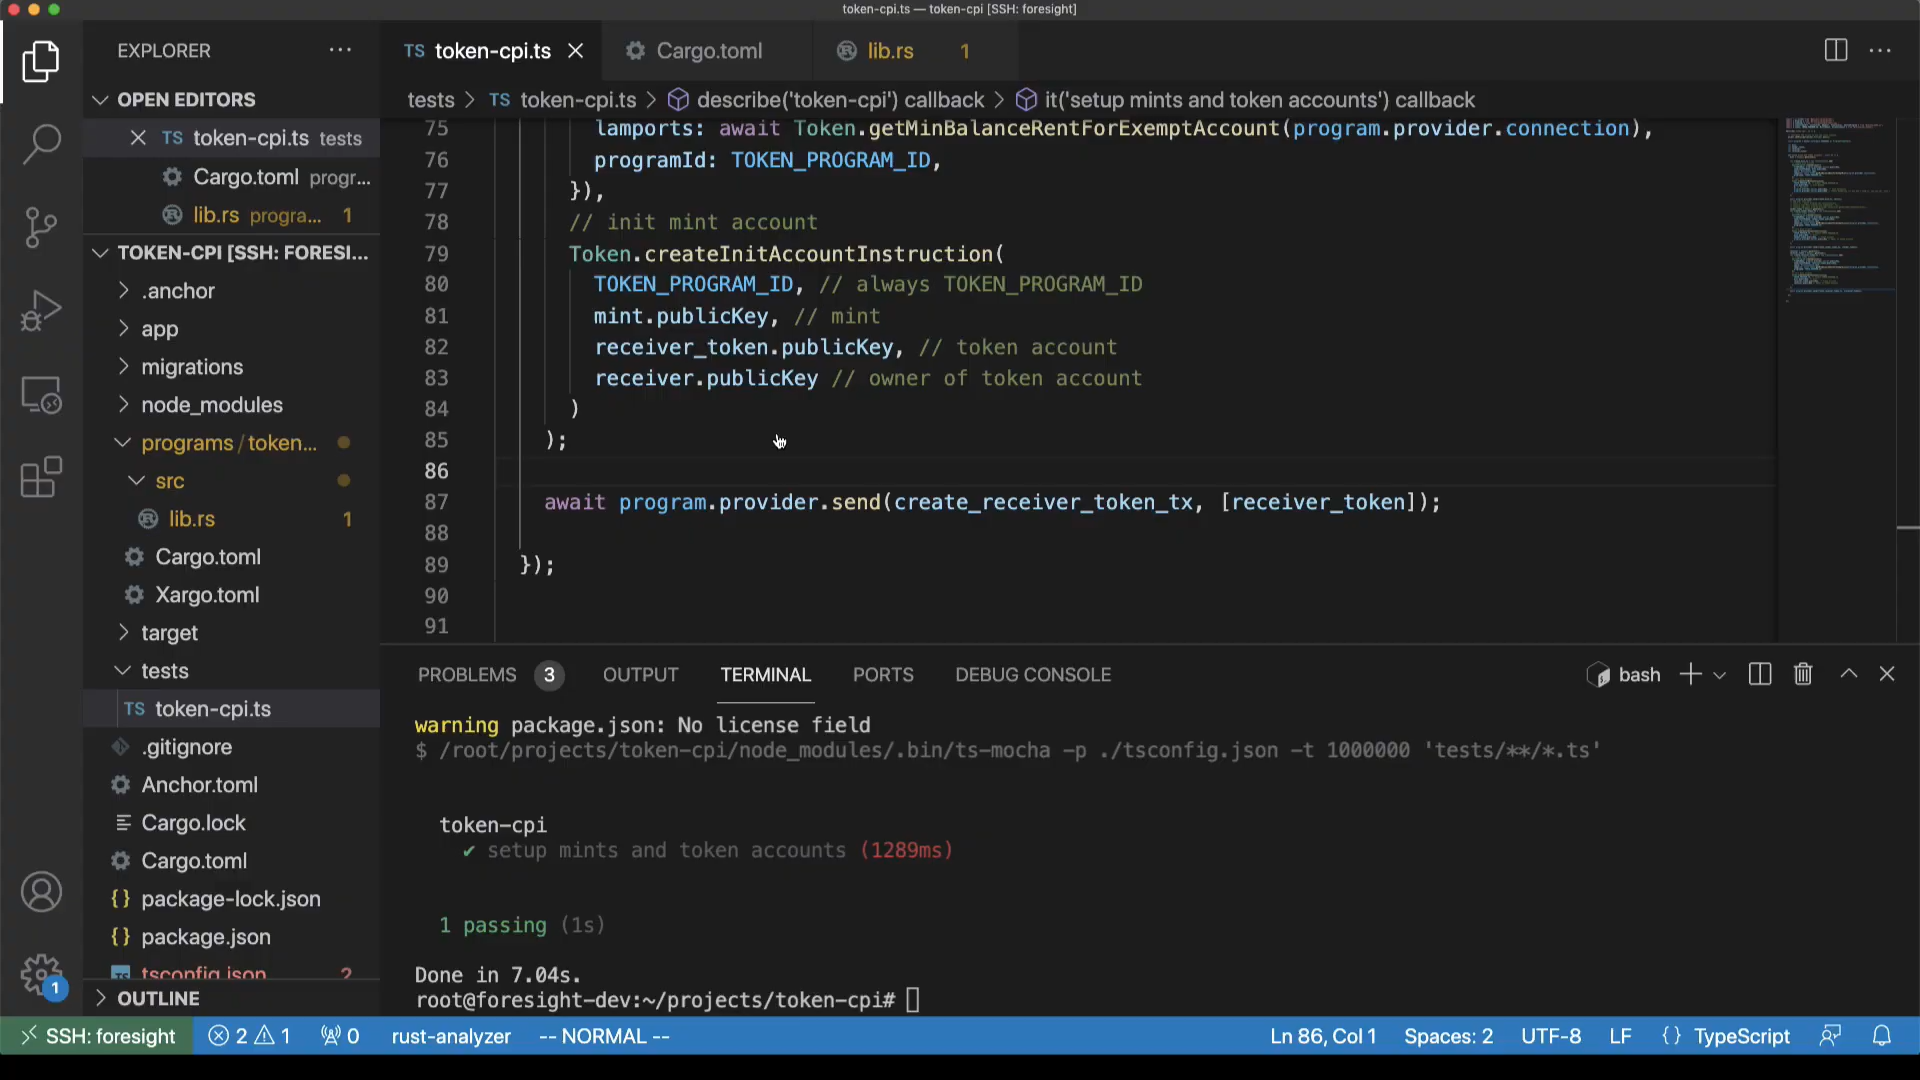 token-cpi.ts — token-cpi [SSH: foresight]
EXPLORER
TS token-cpi.ts
Cargo.toml
lib.rs 1
OPEN EDITORS
tests > TS token-cpi.ts > describe('token-cpi') callback > it('setup mints and token accounts') callback
TS token-cpi.ts tests
Cargo.toml progr...
lib.rs progra... 1
TOKEN-CPI [SSH: FORESI...
.anchor
app
migrations
node_modules
programs / token...
src
lib.rs 1
Cargo.toml
Xargo.toml
target
tests
TS token-cpi.ts
.gitignore
Anchor.toml
Cargo.lock
Cargo.toml
{} package-lock.json
{} package.json
TS tsconfig.json 2
OUTLINE
1
75 lamports: await Token.getMinBalanceRentForExemptAccount(program.provider.connection),
76 programId: TOKEN_PROGRAM_ID,
77 }),
78 // init mint account
79 Token.createInitAccountInstruction(
80 TOKEN_PROGRAM_ID, // always TOKEN_PROGRAM_ID
81 mint.publicKey, // mint
82 receiver_token.publicKey, // token account
83 receiver.publicKey // owner of token account
84 )
85 );
86
87 await program.provider.send(create_receiver_token_tx, [receiver_token]);
88
89 });
90
91
PROBLEMS 3 OUTPUT TERMINAL PORTS DEBUG CONSOLE bash
warning package.json: No license field
$ /root/projects/token-cpi/node_modules/.bin/ts-mocha -p ./tsconfig.json -t 1000000 'tests/**/*.ts'
token-cpi
✔ setup mints and token accounts (1289ms)
1 passing (1s)
Done in 7.04s.
root@foresight-dev:~/projects/token-cpi#
SSH: foresight 2 1 0 rust-analyzer -- NORMAL -- Ln 86, Col 1 Spaces: 2 UTF-8 LF {} TypeScript